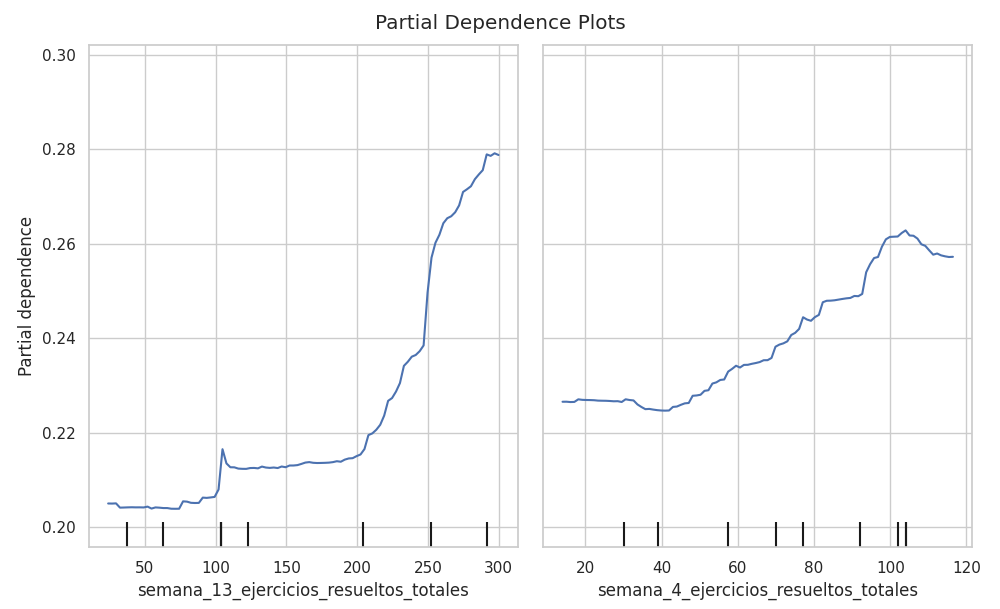 Partial Dependence Plots
Partial dependence
0.30
0.28
0.26
0.24
0.22
0.20
50 100 150 200 250 300
semana_13_ejercicios_resueltos_totales
20 40 60 80 100 120
semana_4_ejercicios_resueltos_totales